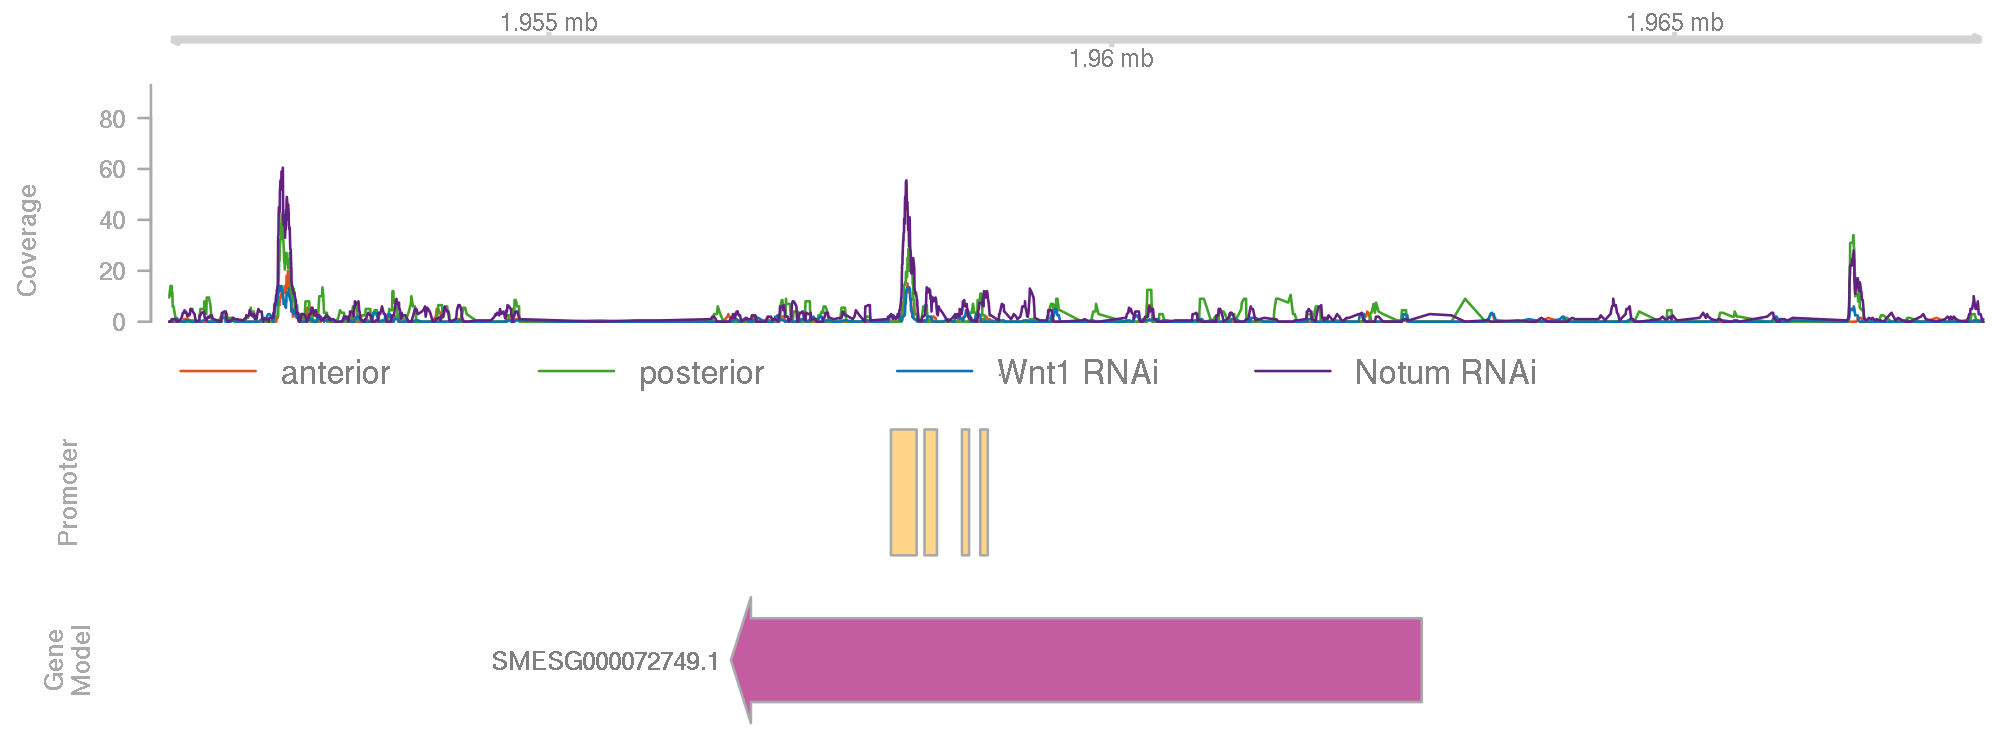 1.955 mb
1.965 mb
1.96 mb
Coverage
80
60
40
20
0
anterior
posterior
Wnt1 RNAi
Notum RNAi
Promoter
Gene
Model
SMESG000072749.1